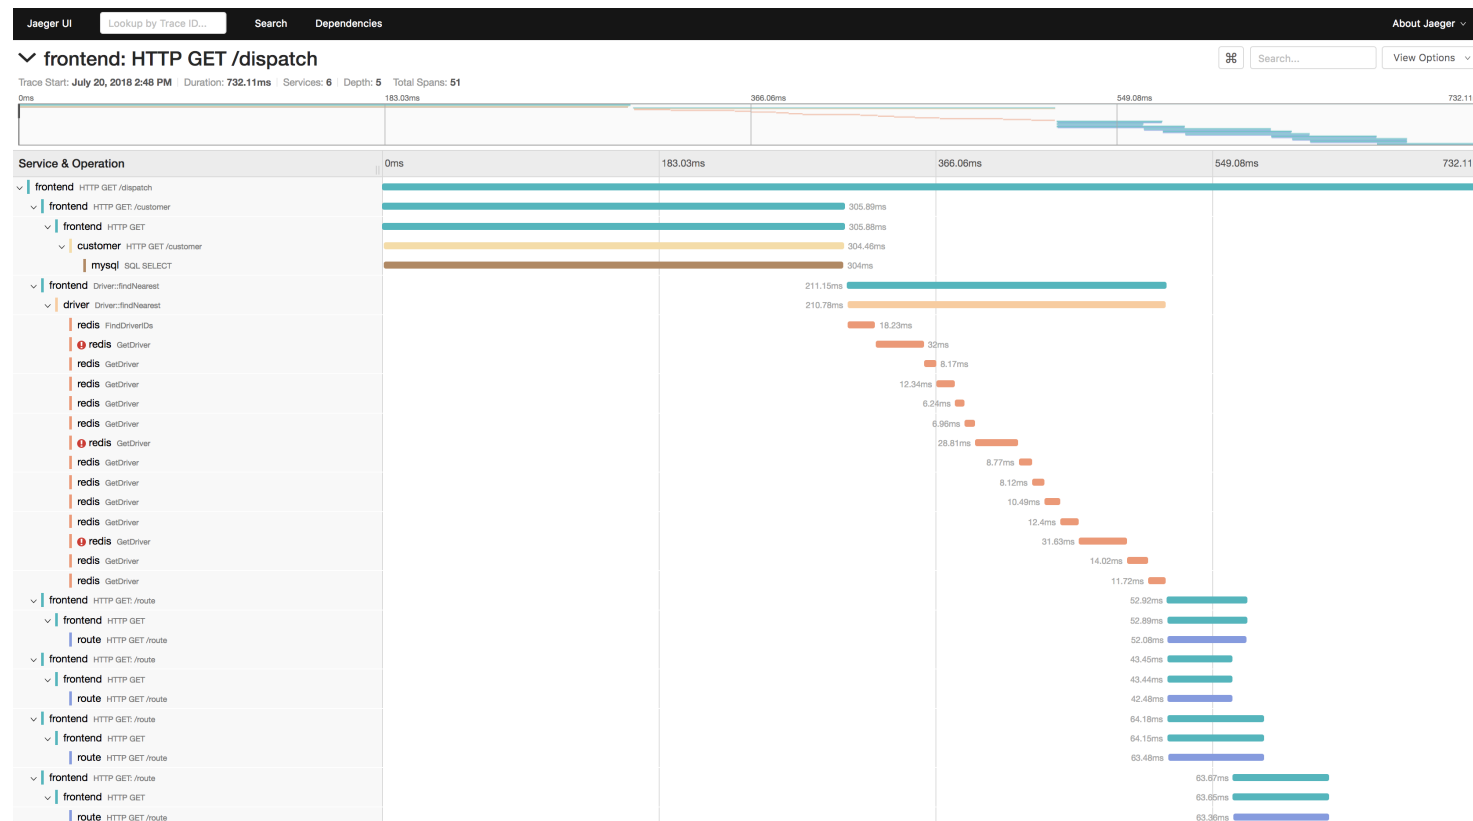 Jaeger UI Lookup by Trace ID... Search Dependencies About Jaeger
frontend: HTTP GET /dispatch ⌘ Search... View Options
Trace Start: July 20, 2018 2:48 PM Duration: 732.11ms Services: 6 Depth: 5 Total Spans: 51
0ms 183.03ms 366.06ms 549.08ms 732.11
Service & Operation 0ms 183.03ms 366.06ms 549.08ms 732.11
frontend HTTP GET /dispatch
frontend HTTP GET: /customer 305.89ms
frontend HTTP GET 305.88ms
customer HTTP GET /customer 304.46ms
mysql SQL SELECT 304ms
frontend Driver::findNearest 211.15ms
driver Driver::findNearest 210.78ms
redis FindDriverIDs 18.23ms
redis GetDriver 32ms
redis GetDriver 8.17ms
redis GetDriver 12.34ms
redis GetDriver 6.24ms
redis GetDriver 6.96ms
redis GetDriver 28.81ms
redis GetDriver 8.77ms
redis GetDriver 8.12ms
redis GetDriver 10.49ms
redis GetDriver 12.4ms
redis GetDriver 31.63ms
redis GetDriver 14.02ms
redis GetDriver 11.72ms
frontend HTTP GET: /route 52.92ms
frontend HTTP GET 52.89ms
route HTTP GET /route 52.08ms
frontend HTTP GET: /route 43.45ms
frontend HTTP GET 43.44ms
route HTTP GET /route 42.48ms
frontend HTTP GET: /route 64.18ms
frontend HTTP GET 64.15ms
route HTTP GET /route 63.48ms
frontend HTTP GET: /route 63.67ms
frontend HTTP GET 63.65ms
route HTTP GET /route 63.36ms